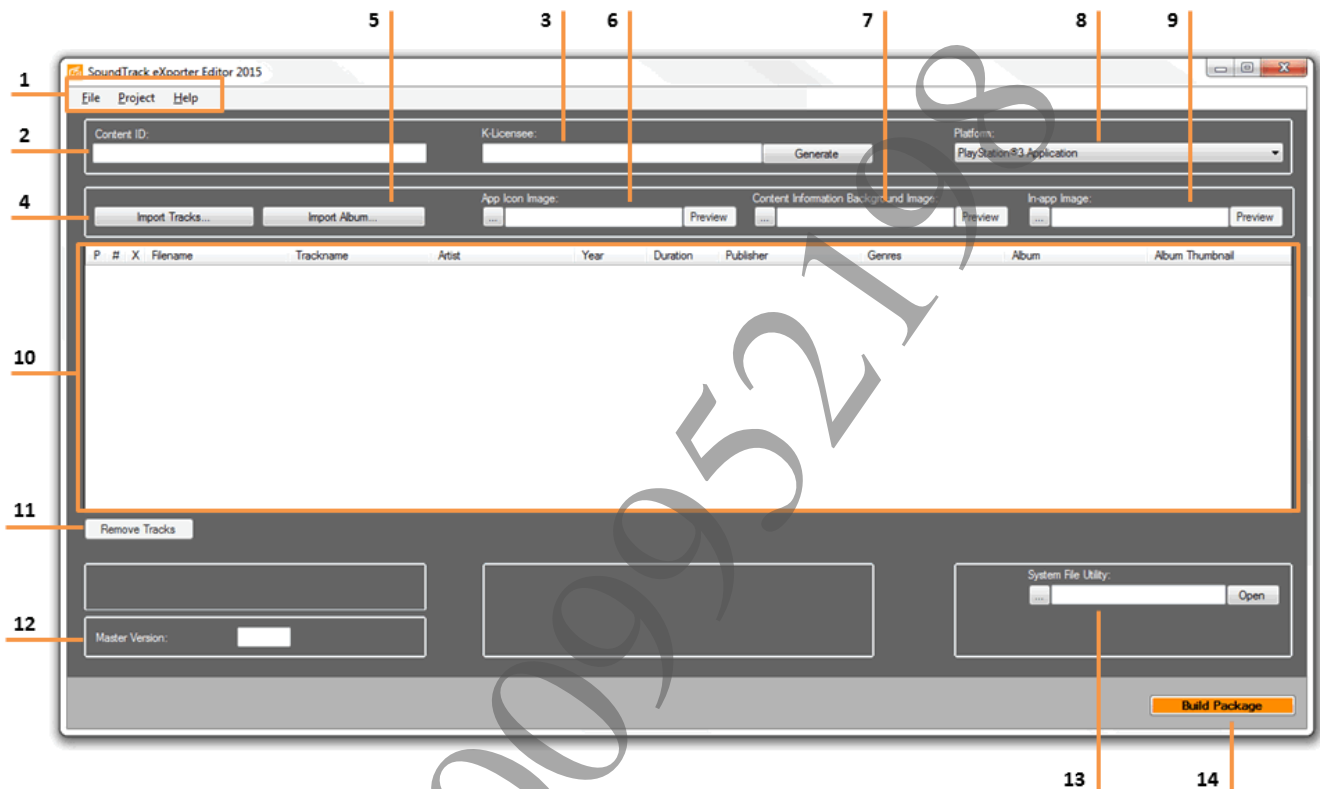 5 3 6 7 8 9
SoundTrack eXporter Editor 2015
1
File Project Help
2
Content ID: K-Licensee: Platform:
Generate PlayStation®3 Application
4
App Icon Image: Content Information Background Image: In-app Image:
Import Tracks... Import Album... ... Preview ... Preview ... Preview
P # X Filename Trackname Artist Year Duration Publisher Genres Album Album Thumbnail
10
11
Remove Tracks
System File Utility:
... Open
12
Master Version:
Build Package
13 14
009952198